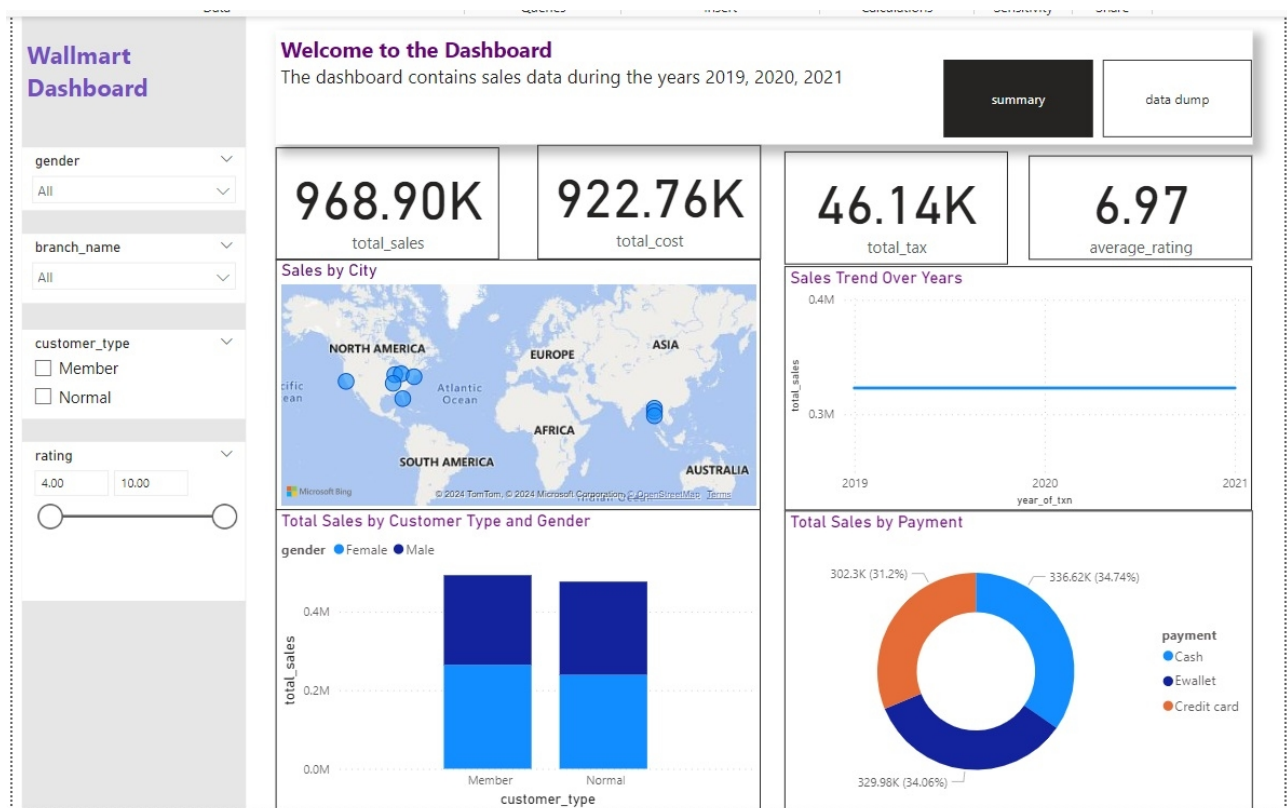 Data Queries Insert Calculations Sensitivity Share
Wallmart
Dashboard
Welcome to the Dashboard
The dashboard contains sales data during the years 2019, 2020, 2021
summary
data dump
gender
All
branch_name
All
customer_type
Member
Normal
rating
4.00 10.00
968.90K
total_sales
922.76K
total_cost
46.14K
total_tax
6.97
average_rating
Sales by City
NORTH AMERICA
EUROPE
ASIA
Atlantic
Ocean
AFRICA
SOUTH AMERICA
AUSTRALIA
Microsoft Bing
© 2024 TomTom, © 2024 Microsoft Corporation, © OpenStreetMap Terms
Sales Trend Over Years
0.4M
0.3M
total_sales
2019 2020 2021
year_of_txn
Total Sales by Customer Type and Gender
gender Female Male
0.4M
0.2M
0.0M
total_sales
Member Normal
customer_type
Total Sales by Payment
302.3K (31.2%)
336.62K (34.74%)
329.98K (34.06%)
payment
Cash
Ewallet
Credit card